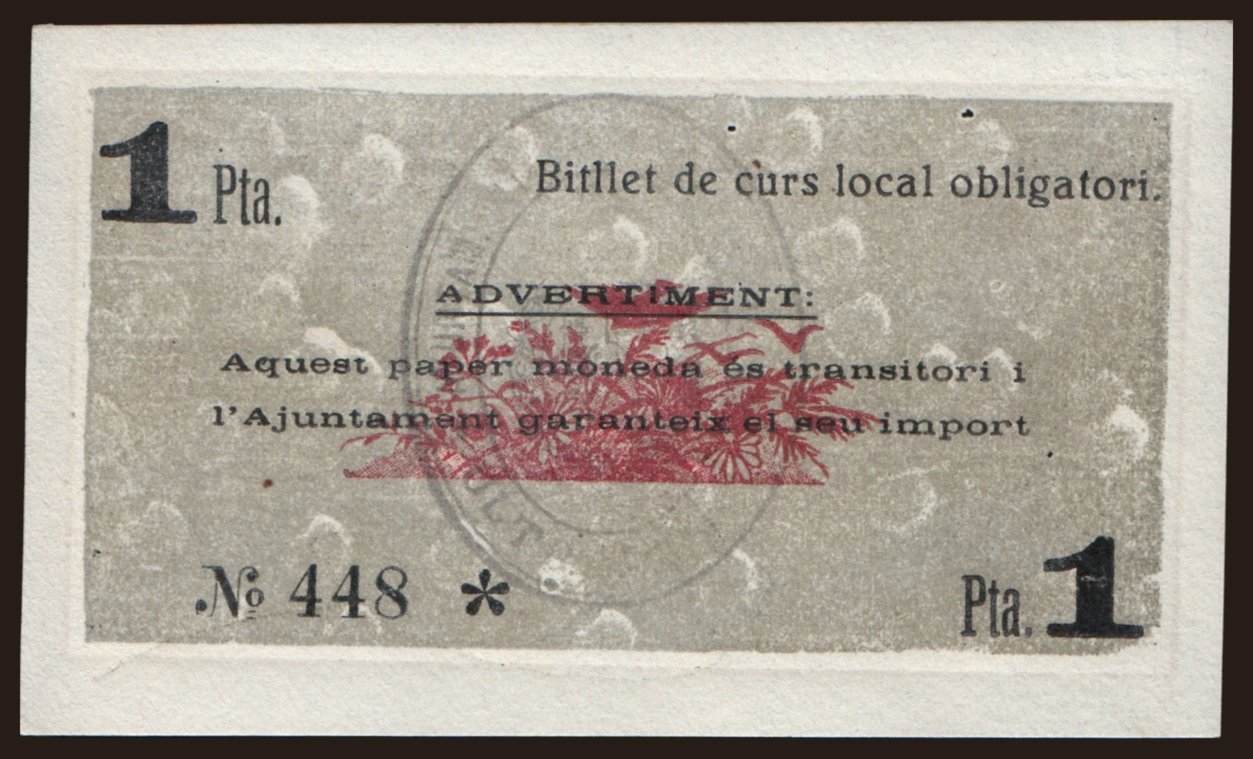 1 Pta.
Bitllet de curs local obligatori.
ADVERTIMENT:
Aquest paper moneda és transitori i
l'Ajuntament garanteix el seu import
№ 448 *
Pta. 1